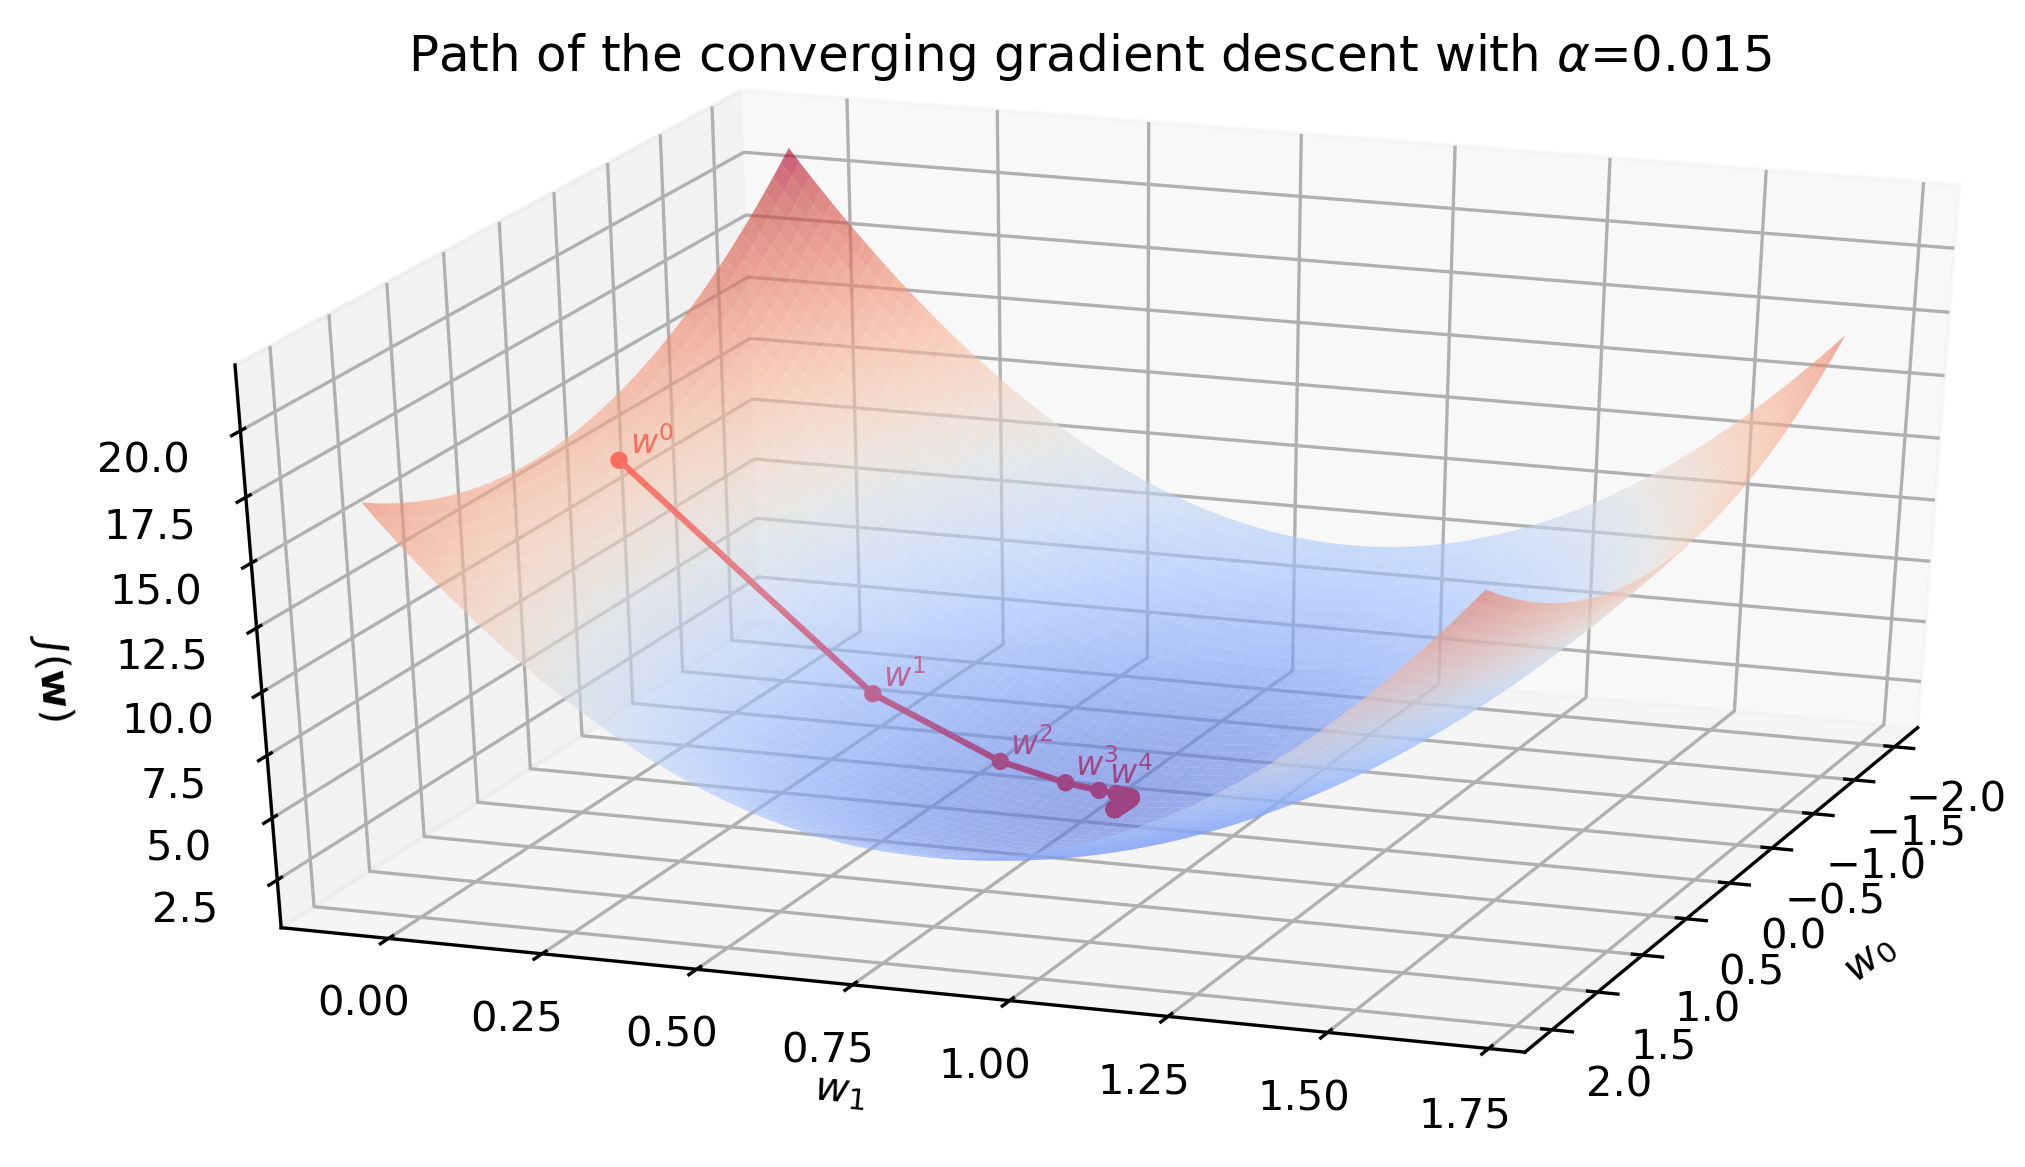 Path of the converging gradient descent with α=0.015
20.0
17.5
15.0
12.5
10.0
7.5
5.0
2.5
J(w)
w⁰
w¹
w²
w³
w⁴
0.00
0.25
0.50
0.75
1.00
1.25
1.50
1.75
w₁
−2.0
−1.5
−1.0
−0.5
0.0
0.5
1.0
1.5
2.0
w₀